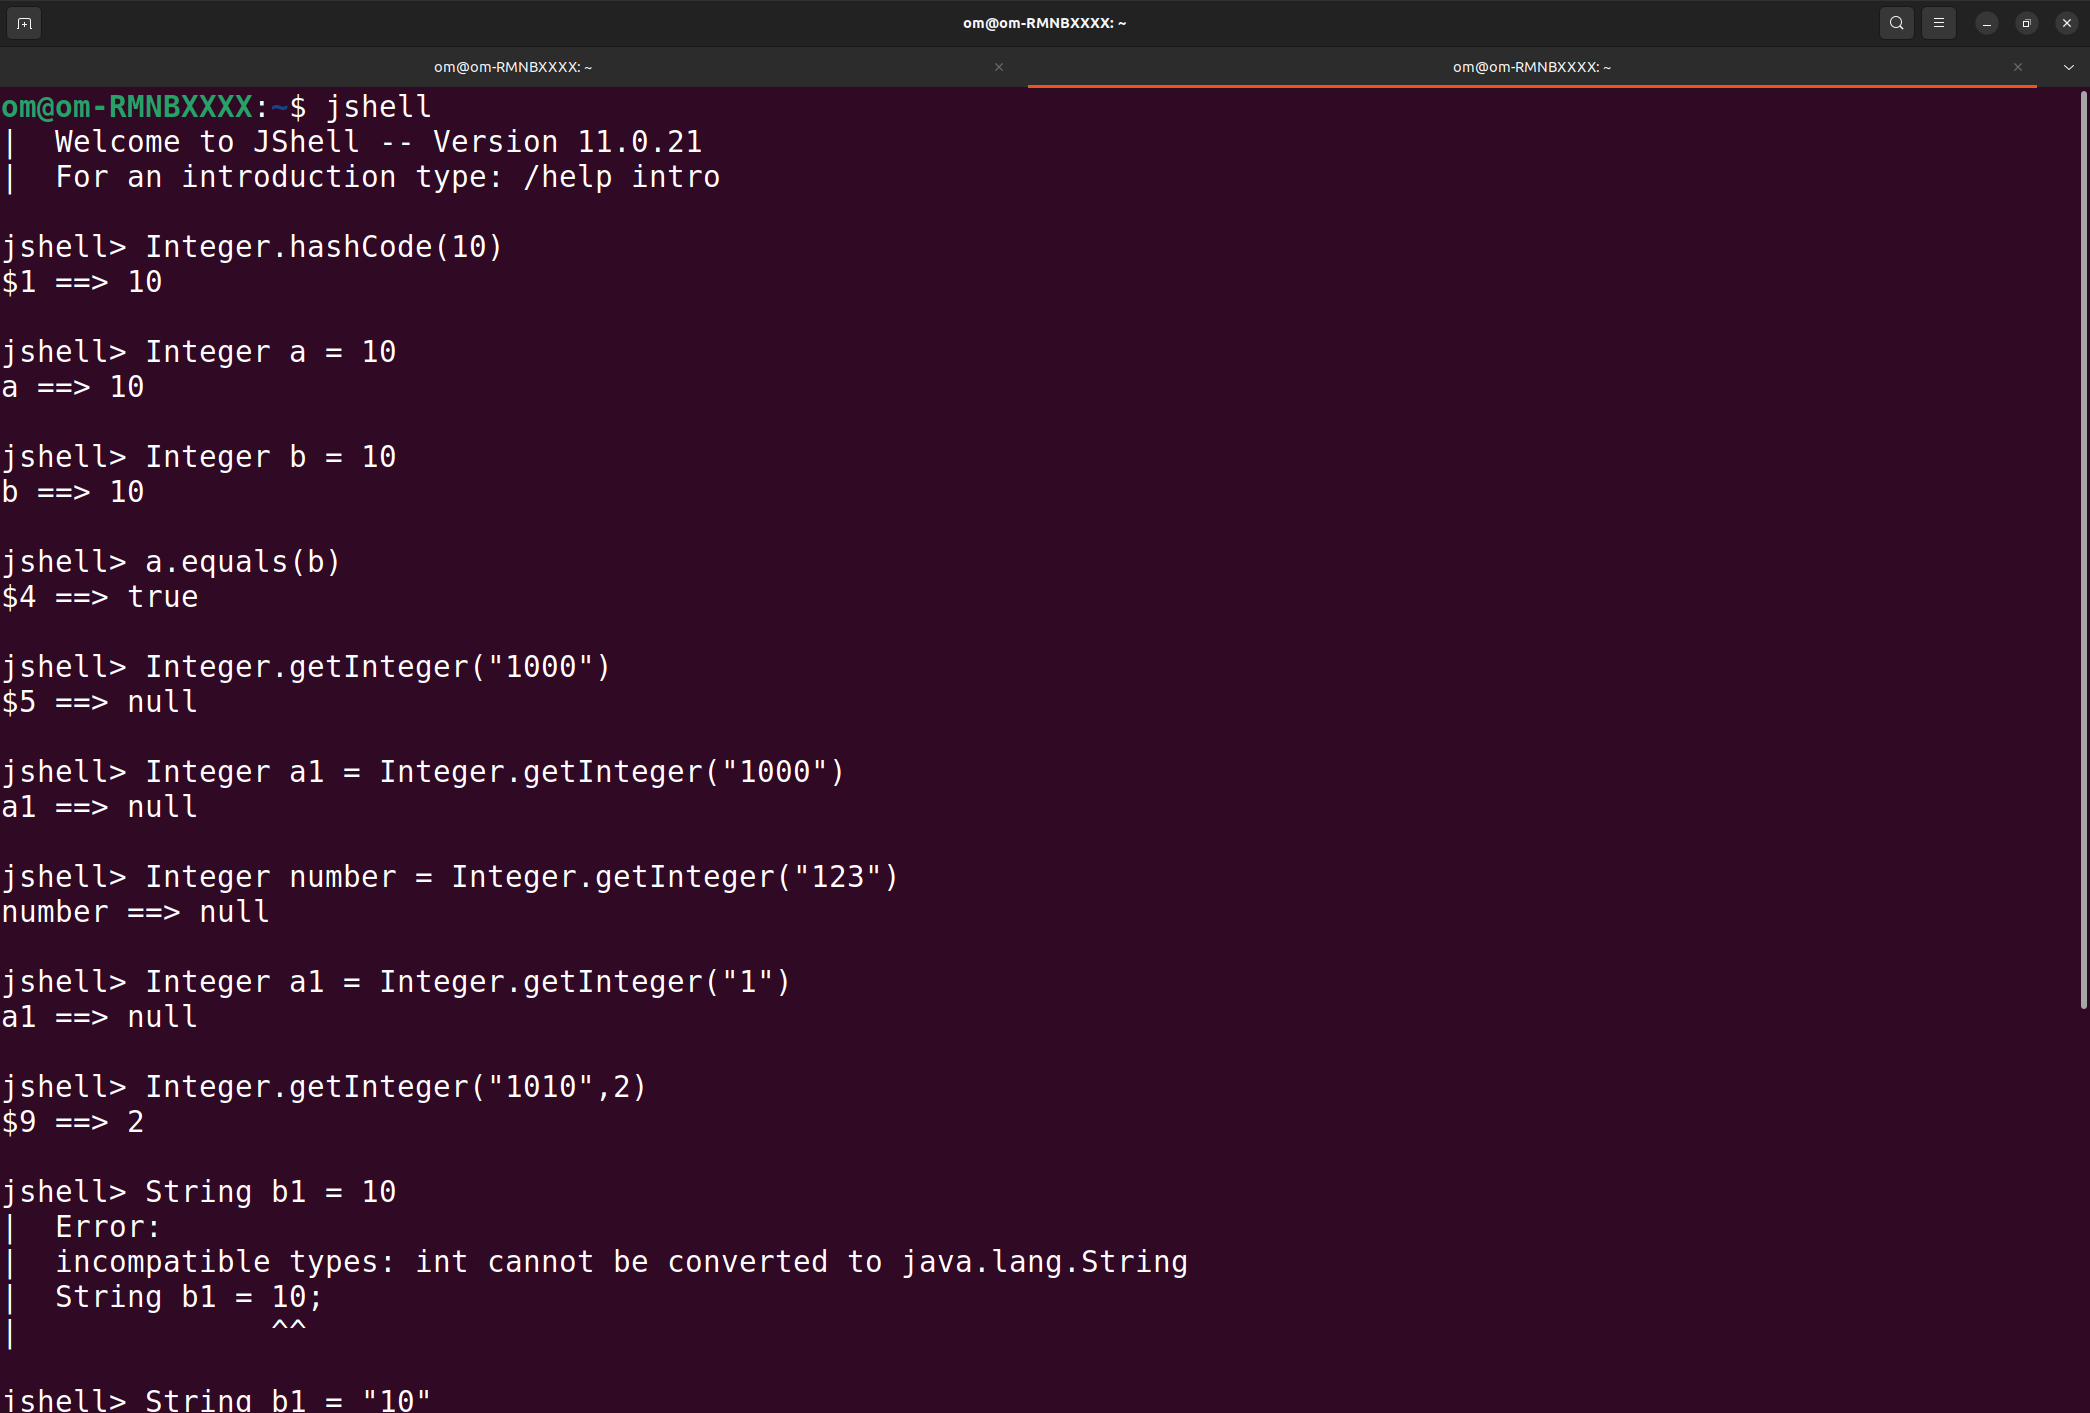 om@om-RMNBXXXX: ~
om@om-RMNBXXXX: ~
om@om-RMNBXXXX: ~
om@om-RMNBXXXX:~$ jshell
|  Welcome to JShell -- Version 11.0.21
|  For an introduction type: /help intro
jshell> Integer.hashCode(10)
$1 ==> 10
jshell> Integer a = 10
a ==> 10
jshell> Integer b = 10
b ==> 10
jshell> a.equals(b)
$4 ==> true
jshell> Integer.getInteger("1000")
$5 ==> null
jshell> Integer a1 = Integer.getInteger("1000")
a1 ==> null
jshell> Integer number = Integer.getInteger("123")
number ==> null
jshell> Integer a1 = Integer.getInteger("1")
a1 ==> null
jshell> Integer.getInteger("1010",2)
$9 ==> 2
jshell> String b1 = 10
|  Error:
|  incompatible types: int cannot be converted to java.lang.String
|  String b1 = 10;
|              ^^
jshell> String b1 = "10"